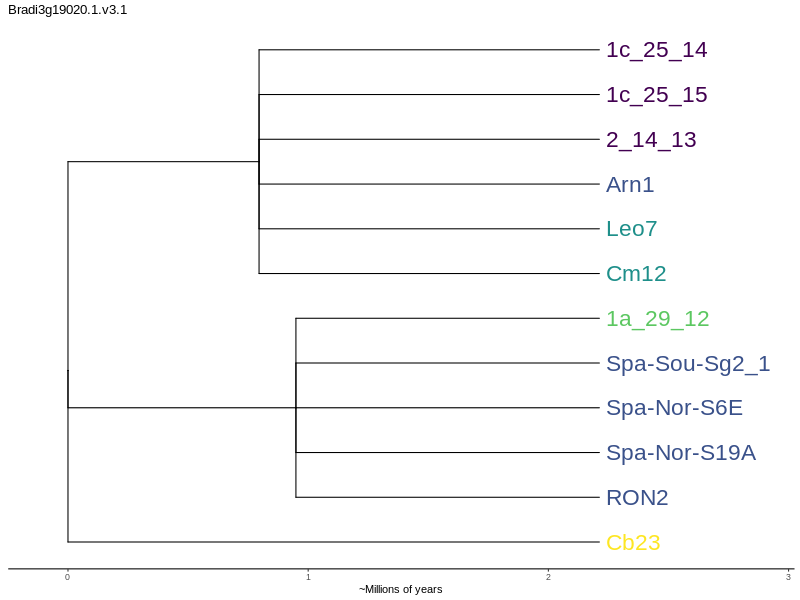 Bradi3g19020.1.v3.1
1c_25_14
1c_25_15
2_14_13
Arn1
Leo7
Cm12
1a_29_12
Spa-Sou-Sg2_1
Spa-Nor-S6E
Spa-Nor-S19A
RON2
Cb23
0 1 2 3
~Millions of years